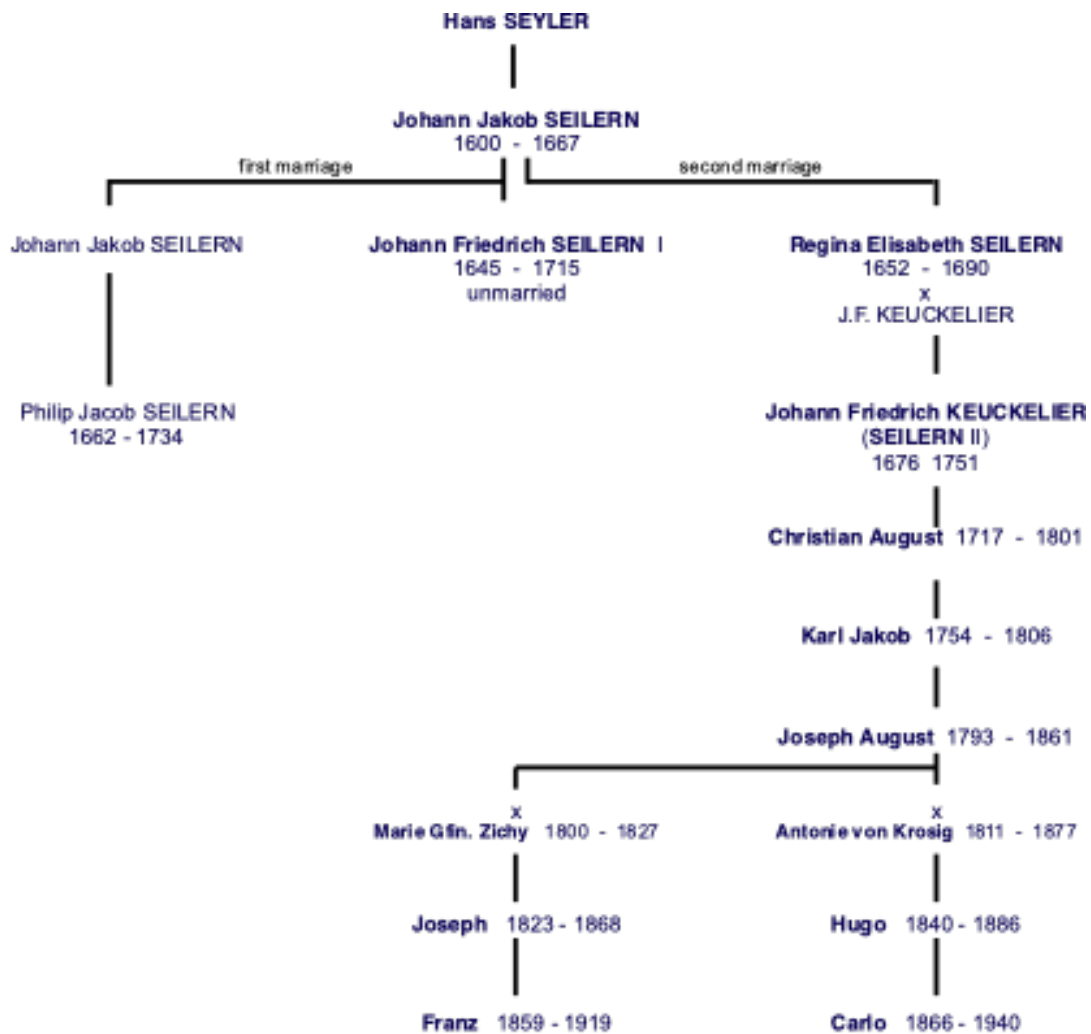 Hans SEYLER
Johann Jakob SEILERN
1600 - 1667
first marriage
second marriage
Johann Jakob SEILERN
Johann Friedrich SEILERN I
Regina Elisabeth SEILERN
1645 - 1715
1652 - 1690
unmarried
x
J.F. KEUCKELIER
Philip Jacob SEILERN
1662 - 1734
Johann Friedrich KEUCKELIER
(SEILERN II)
1676 1751
Christian August 1717 - 1801
Karl Jakob 1754 - 1806
Joseph August 1793 - 1861
x
x
Marie Gfin. Zichy 1800 - 1827
Antonie von Krosig 1811 - 1877
Joseph 1823 - 1868
Hugo 1840 - 1886
Franz 1859 - 1919
Carlo 1866 - 1940